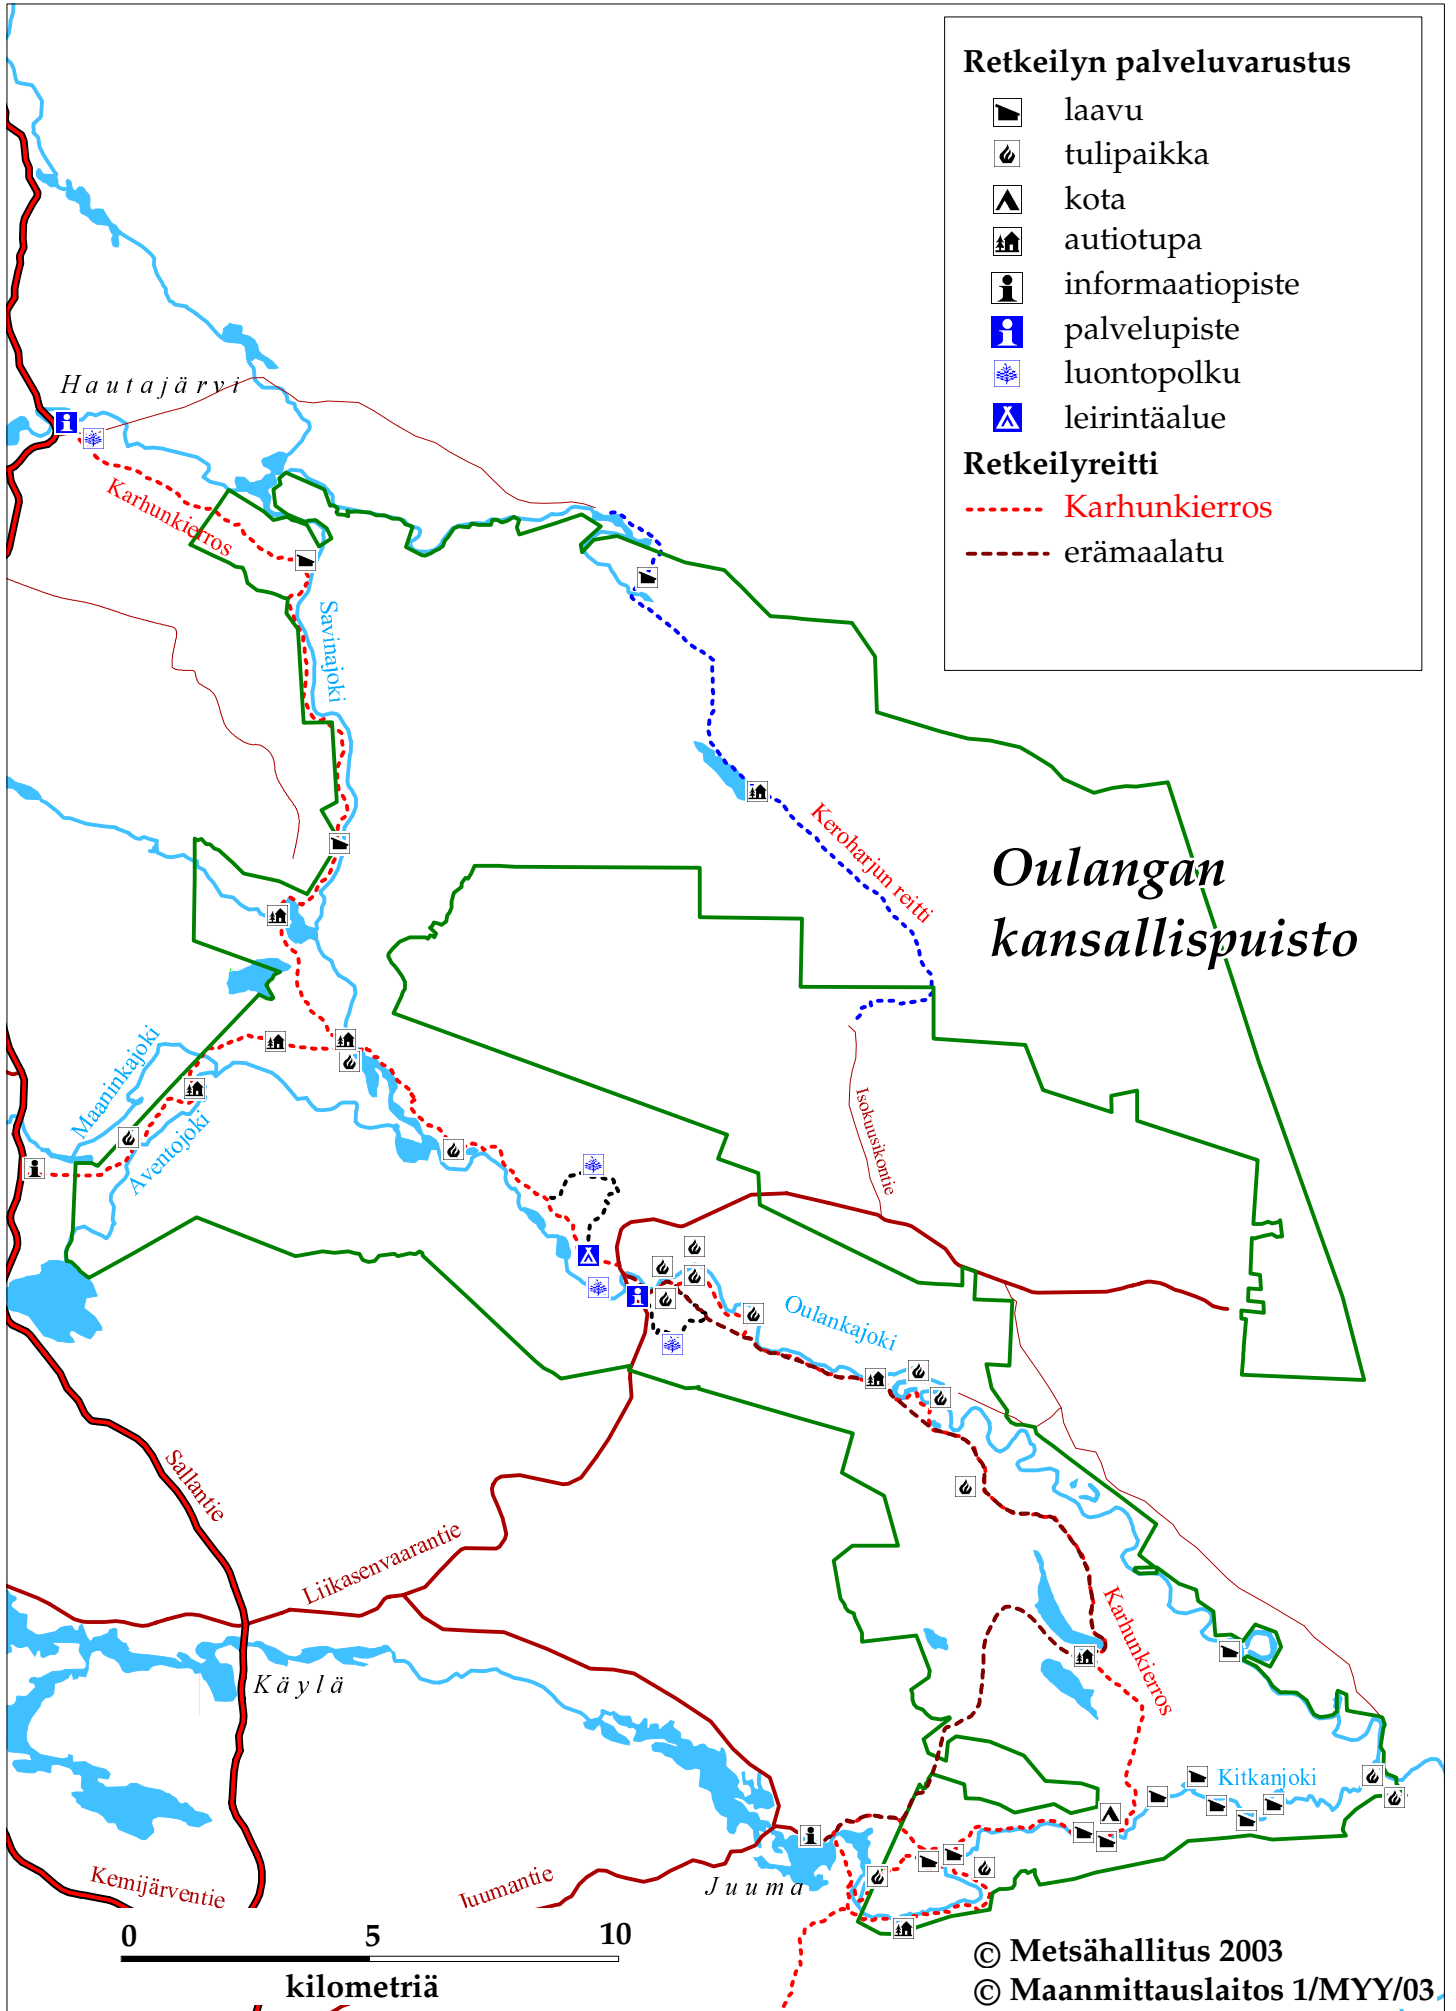 Retkeilyn palveluvarustus
laavu
tulipaikka
kota
autiotupa
informaatiopiste
palvelupiste
luontopolku
leirintäalue
Retkeilyreitti
Karhunkierros
erämaalatu
Hautajärvi
Karhunkierros
Savinajoki
Keroharjun reitti
Oulangan
kansallispuisto
Maaninkajoki
Aventojoki
Isokuusikontie
Oulankajoki
Sallantie
Liikasenvaarantie
Karhunkierros
Käylä
Kitkanjoki
Kemijärventie
Juumantie
Juuma
0 5 10
kilometriä
© Metsähallitus 2003
© Maanmittauslaitos 1/MYY/03